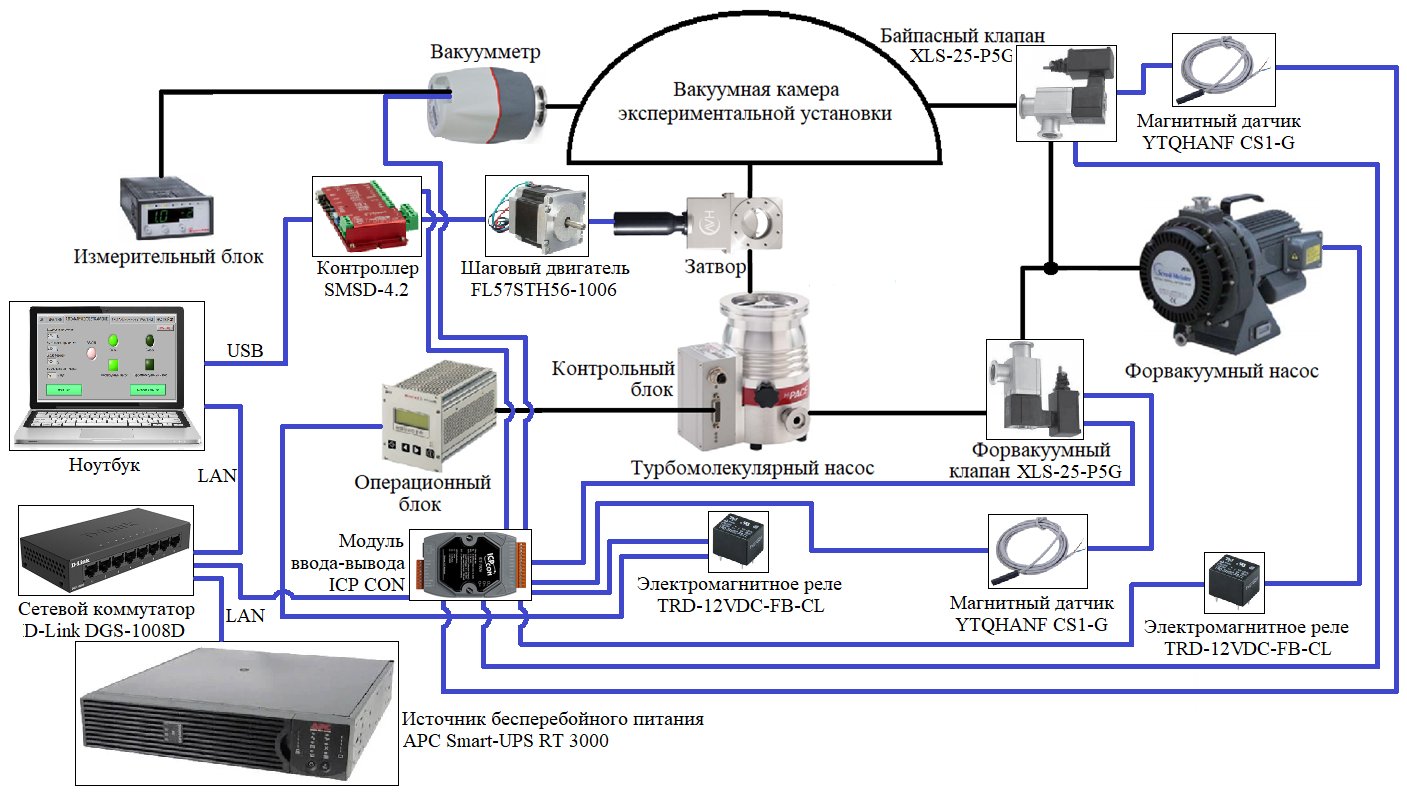 Вакуумметр
Байпасный клапан
XLS-25-P5G
Вакуумная камера
экспериментальной установки
Магнитный датчик
YTQHANF CS1-G
Измерительный блок
Контроллер
SMSD-4.2
Шаговый двигатель
FL57STH56-1006
Затвор
USB
Контрольный
блок
Форвакуумный насос
Ноутбук
LAN
Операционный
блок
Турбомолекулярный насос
Форвакуумный
клапан XLS-25-P5G
D-Link
Модуль
ввода-вывода
ICP CON
ICP CON
Электромагнитное реле
TRD-12VDC-FB-CL
Сетевой коммутатор
D-Link DGS-1008D
LAN
Магнитный датчик
YTQHANF CS1-G
Электромагнитное реле
TRD-12VDC-FB-CL
APC
Источник бесперебойного питания
APC Smart-UPS RT 3000